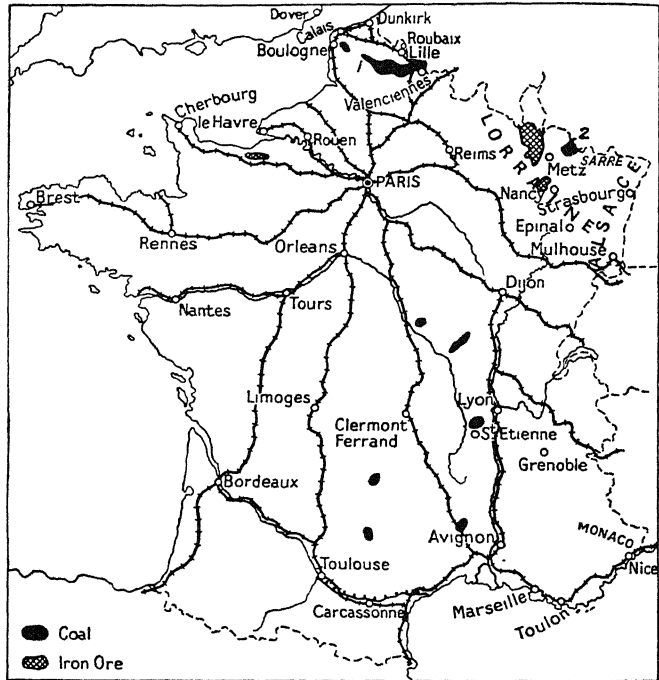 Dover
Calais
Dunkirk
Boulogne
Roubaix
Lille
1
Valenciennes
Cherbourg
le Havre
Rouen
Reims
LORRAINE
2
SARRE
Metz
PARIS
Nancy
Strasbourg
ALSACE
Epinal
Mulhouse
Brest
Rennes
Orleans
Dijon
Nantes
Tours
Limoges
Clermont
Ferrand
Lyon
St Etienne
Grenoble
Bordeaux
Avignon
MONACO
Nice
Toulouse
Carcassonne
Marseille
Toulon
Coal
Iron Ore